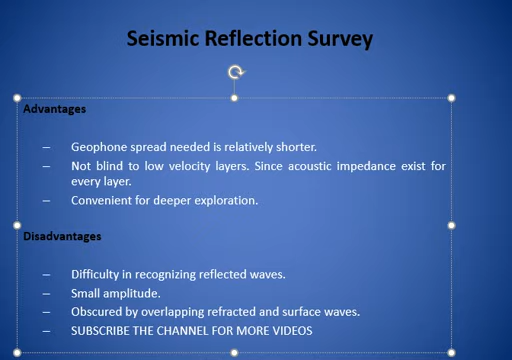 Seismic Reflection Survey
Advantages
– Geophone spread needed is relatively shorter.
– Not blind to low velocity layers. Since acoustic impedance exist for
every layer.
– Convenient for deeper exploration.
Disadvantages
– Difficulty in recognizing reflected waves.
– Small amplitude.
– Obscured by overlapping refracted and surface waves.
– SUBSCRIBE THE CHANNEL FOR MORE VIDEOS